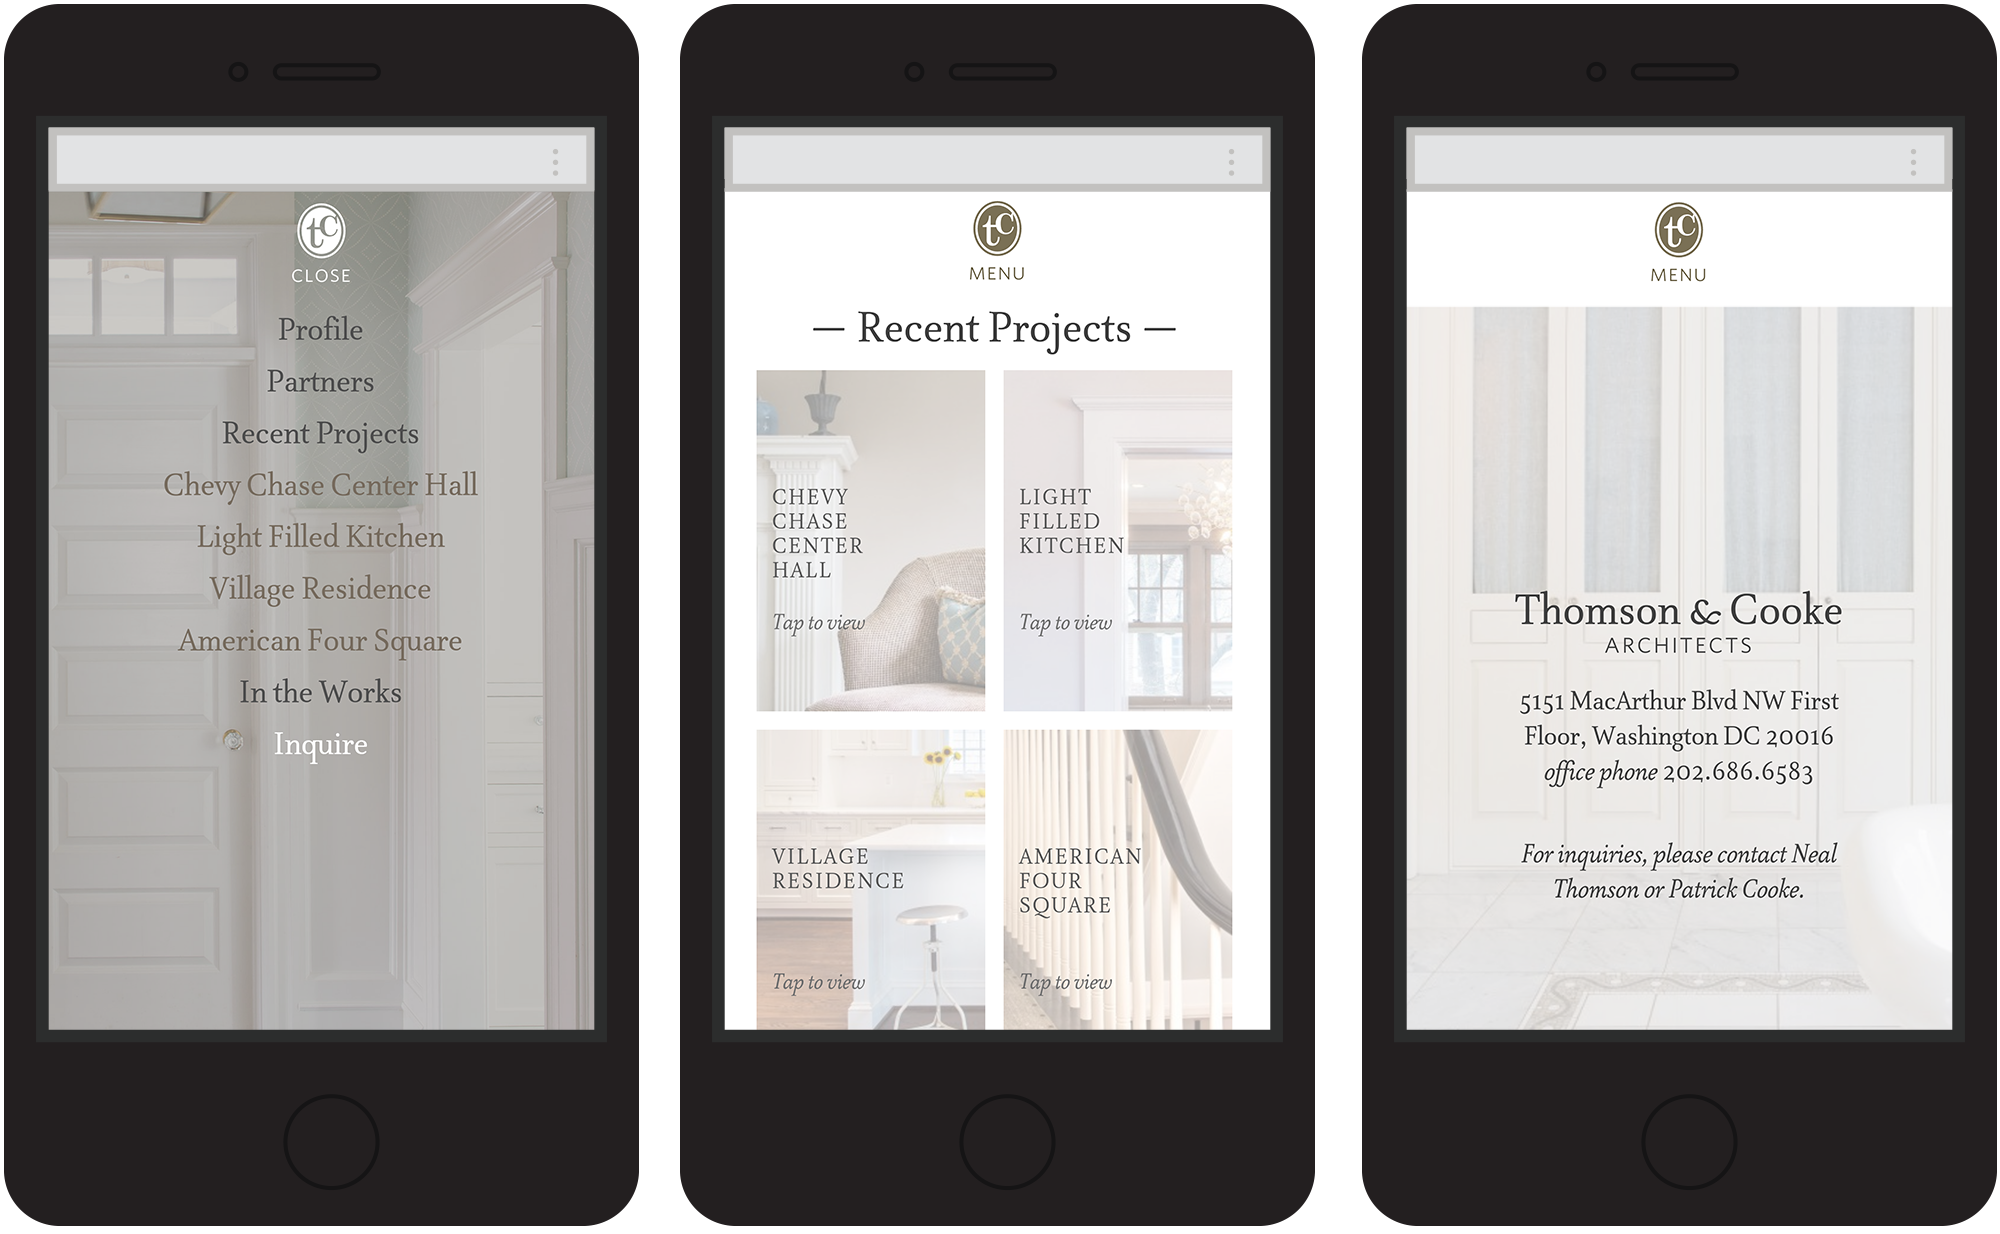 tc
CLOSE
Profile
Partners
Recent Projects
Chevy Chase Center Hall
Light Filled Kitchen
Village Residence
American Four Square
In the Works
Inquire
tc
MENU
— Recent Projects —
CHEVY
CHASE
CENTER
HALL
Tap to view
LIGHT
FILLED
KITCHEN
Tap to view
VILLAGE
RESIDENCE
Tap to view
AMERICAN
FOUR
SQUARE
Tap to view
tc
MENU
Thomson & Cooke
ARCHITECTS
5151 MacArthur Blvd NW First
Floor, Washington DC 20016
office phone 202.686.6583
For inquiries, please contact Neal
Thomson or Patrick Cooke.